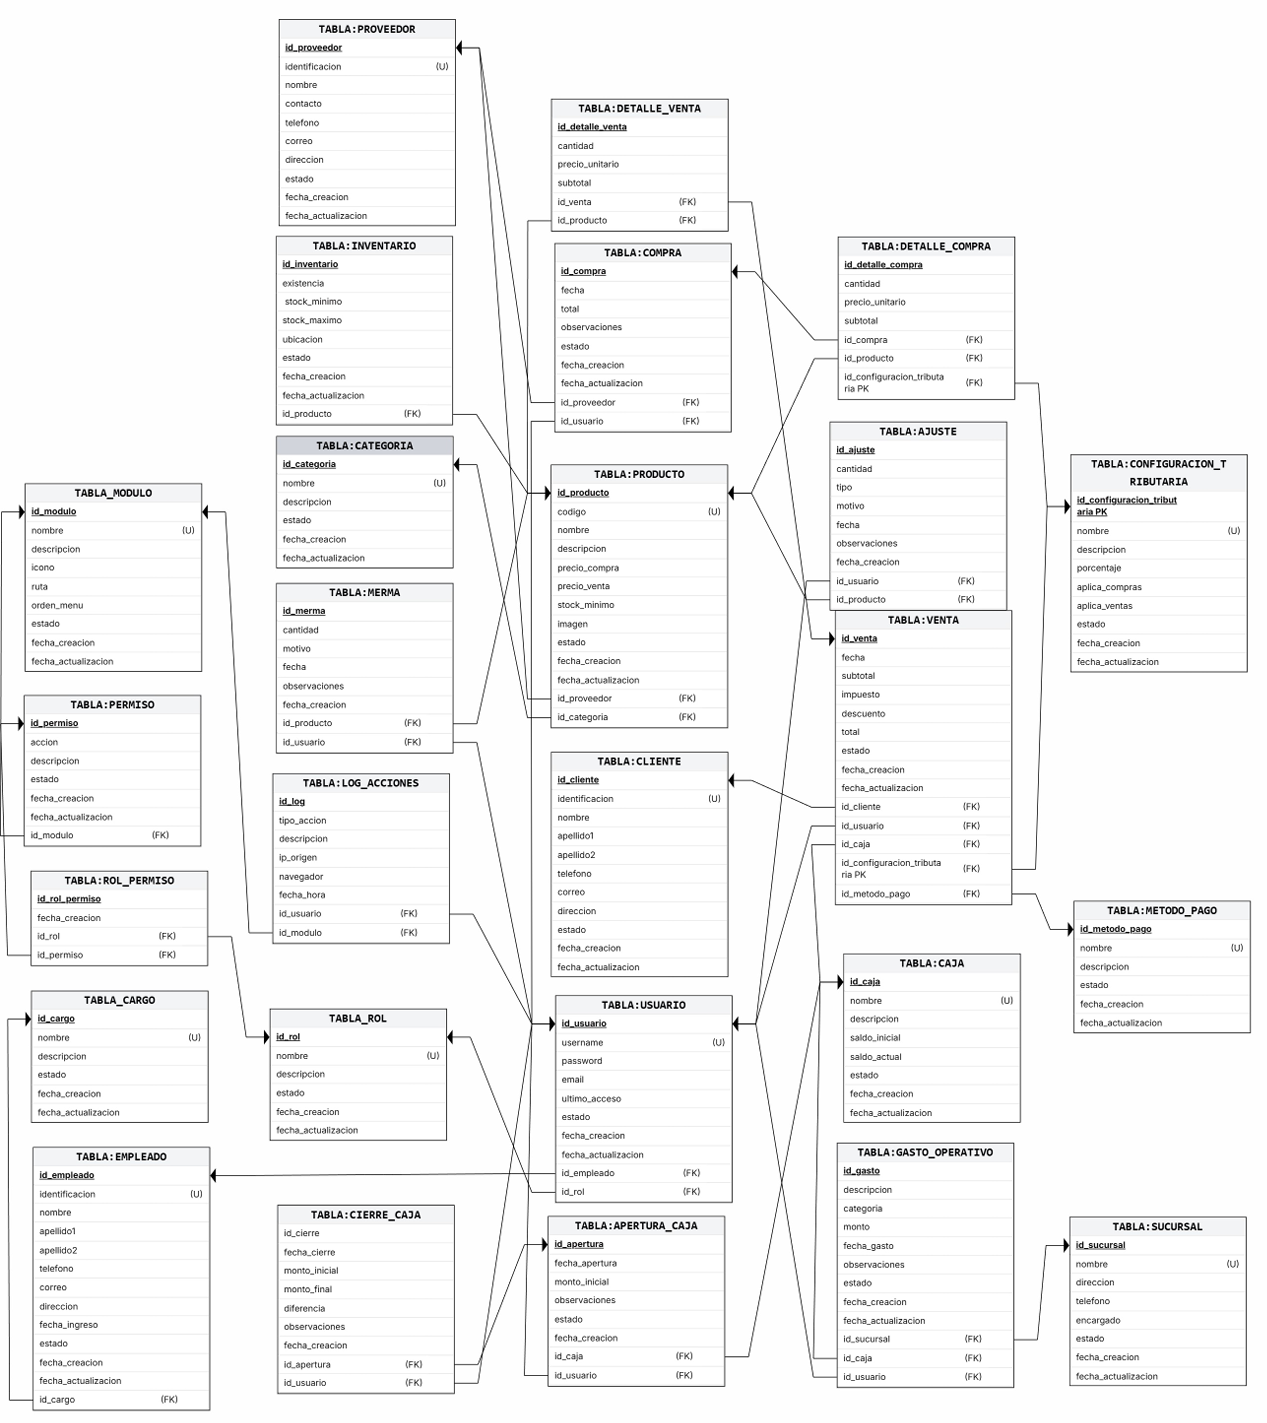 TABLA:PROVEEDOR
id_proveedor
identificacion (U)
nombre
contacto
telefono
correo
direccion
estado
fecha_creacion
fecha_actualizacion
TABLA:INVENTARIO
id_inventario
existencia
stock_minimo
stock_maximo
ubicacion
estado
fecha_creacion
fecha_actualizacion
id_producto (FK)
TABLA:CATEGORIA
id_categoria
nombre (U)
descripcion
estado
fecha_creacion
fecha_actualizacion
TABLA:MERMA
id_merma
cantidad
motivo
fecha
observaciones
fecha_creacion
id_producto (FK)
id_usuario (FK)
TABLA:LOG_ACCIONES
id_log
tipo_accion
descripcion
ip_origen
navegador
fecha_hora
id_usuario (FK)
id_modulo (FK)
TABLA_MODULO
id_modulo
nombre (U)
descripcion
icono
ruta
orden_menu
estado
fecha_creacion
fecha_actualizacion
TABLA:PERMISO
id_permiso
accion
descripcion
estado
fecha_creacion
fecha_actualizacion
id_modulo (FK)
TABLA:ROL_PERMISO
id_rol_permiso
fecha_creacion
id_rol (FK)
id_permiso (FK)
TABLA_CARGO
id_cargo
nombre (U)
descripcion
estado
fecha_creacion
fecha_actualizacion
TABLA:EMPLEADO
id_empleado
identificacion (U)
nombre
apellido1
apellido2
telefono
correo
direccion
fecha_ingreso
estado
fecha_creacion
fecha_actualizacion
id_cargo (FK)
TABLA_ROL
id_rol
nombre (U)
descripcion
estado
fecha_creacion
fecha_actualizacion
TABLA:CIERRE_CAJA
id_cierre
fecha_cierre
monto_inicial
monto_final
diferencia
observaciones
fecha_creacion
id_apertura (FK)
id_usuario (FK)
TABLA:DETALLE_VENTA
id_detalle_venta
cantidad
precio_unitario
subtotal
id_venta (FK)
id_producto (FK)
TABLA:COMPRA
id_compra
fecha
total
observaciones
estado
fecha_creacion
fecha_actualizacion
id_proveedor (FK)
id_usuario (FK)
TABLA:PRODUCTO
id_producto
codigo (U)
nombre
descripcion
precio_compra
precio_venta
stock_minimo
imagen
estado
fecha_creacion
fecha_actualizacion
id_proveedor (FK)
id_categoria (FK)
TABLA:CLIENTE
id_cliente
identificacion (U)
nombre
apellido1
apellido2
telefono
correo
direccion
estado
fecha_creacion
fecha_actualizacion
TABLA:USUARIO
id_usuario
username (U)
password
email
ultimo_acceso
estado
fecha_creacion
fecha_actualizacion
id_empleado (FK)
id_rol (FK)
TABLA:APERTURA_CAJA
id_apertura
fecha_apertura
monto_inicial
observaciones
estado
fecha_creacion
id_caja (FK)
id_usuario (FK)
TABLA:DETALLE_COMPRA
id_detalle_compra
cantidad
precio_unitario
subtotal
id_compra (FK)
id_producto (FK)
id_configuracion_tributa (FK)
ria PK
TABLA:AJUSTE
id_ajuste
cantidad
tipo
motivo
fecha
observaciones
fecha_creacion
id_usuario (FK)
id_producto (FK)
TABLA:VENTA
id_venta
fecha
subtotal
impuesto
descuento
total
estado
fecha_creacion
fecha_actualizacion
id_cliente (FK)
id_usuario (FK)
id_caja (FK)
id_configuracion_tributa (FK)
ria PK
id_metodo_pago (FK)
TABLA:CAJA
id_caja
nombre (U)
descripcion
saldo_inicial
saldo_actual
estado
fecha_creacion
fecha_actualizacion
TABLA:GASTO_OPERATIVO
id_gasto
descripcion
categoria
monto
fecha_gasto
observaciones
estado
fecha_creacion
fecha_actualizacion
id_sucursal (FK)
id_caja (FK)
id_usuario (FK)
TABLA:CONFIGURACION_T
RIBUTARIA
id_configuracion_tribut
aria PK
nombre (U)
descripcion
porcentaje
aplica_compras
aplica_ventas
estado
fecha_creacion
fecha_actualizacion
TABLA:METODO_PAGO
id_metodo_pago
nombre (U)
descripcion
estado
fecha_creacion
fecha_actualizacion
TABLA:SUCURSAL
id_sucursal
nombre (U)
direccion
telefono
encargado
estado
fecha_creacion
fecha_actualizacion